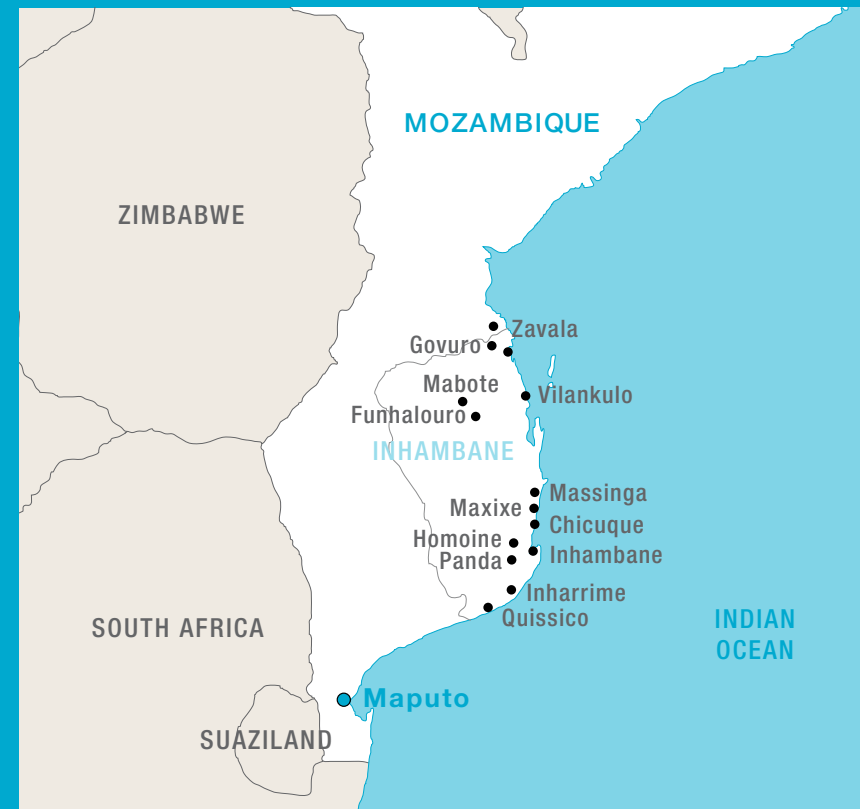 MOZAMBIQUE
ZIMBABWE
Zavala
Govuro
Mabote
Vilankulo
Funhalouro
INHAMBANE
Massinga
Maxixe
Chicuque
Homoine
Inhambane
Panda
Inharrime
Quissico
SOUTH AFRICA
INDIAN
OCEAN
Maputo
SUAZILAND